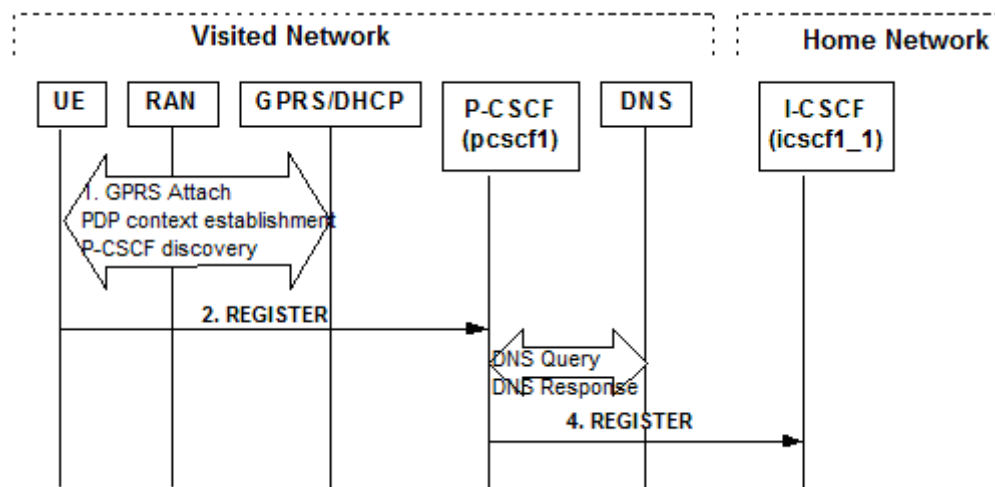 Visited Network
Home Network
UE
RAN
GPRS/DHCP
P-CSCF
(pcscf1)
DNS
I-CSCF
(icscf1_1)
1. GPRS Attach
PDP context establishment
P-CSCF discovery
2. REGISTER
DNS Query
DNS Response
4. REGISTER